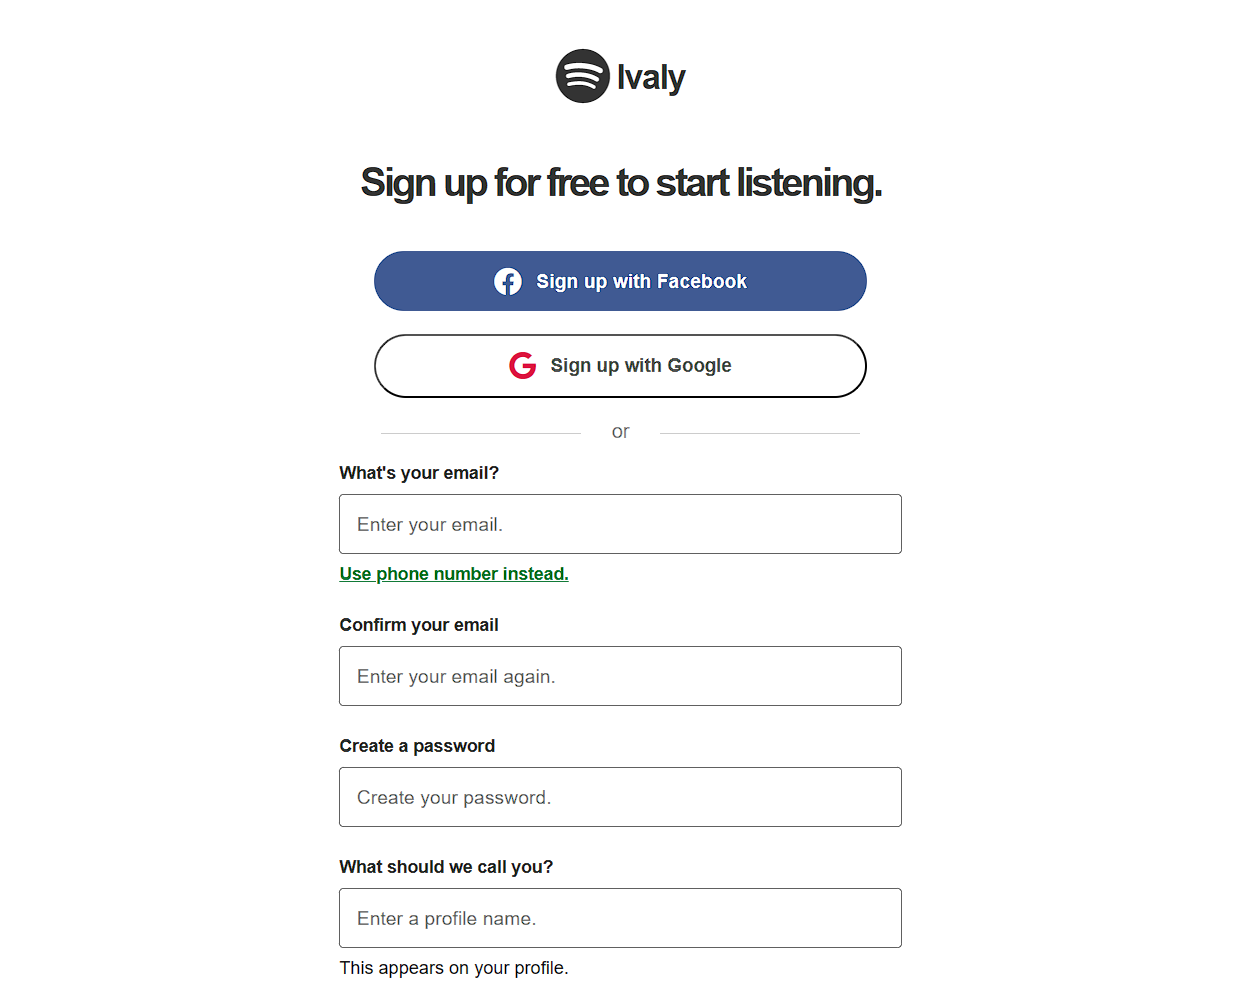 Ivaly
Sign up for free to start listening.
Sign up with Facebook
Sign up with Google
or
What's your email?
Enter your email.
Use phone number instead.
Confirm your email
Enter your email again.
Create a password
Create your password.
What should we call you?
Enter a profile name.
This appears on your profile.